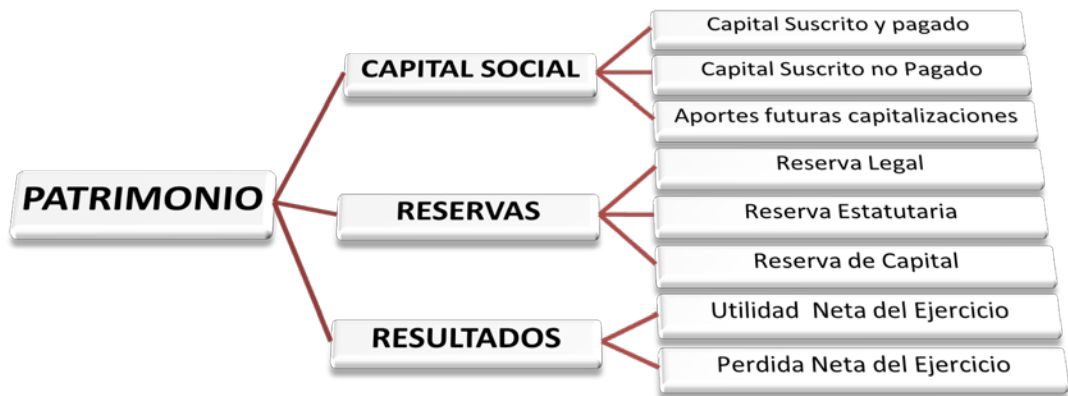 PATRIMONIO
CAPITAL SOCIAL
Capital Suscrito y pagado
Capital Suscrito no Pagado
Aportes futuras capitalizaciones
RESERVAS
Reserva Legal
Reserva Estatutaria
Reserva de Capital
RESULTADOS
Utilidad Neta del Ejercicio
Perdida Neta del Ejercicio